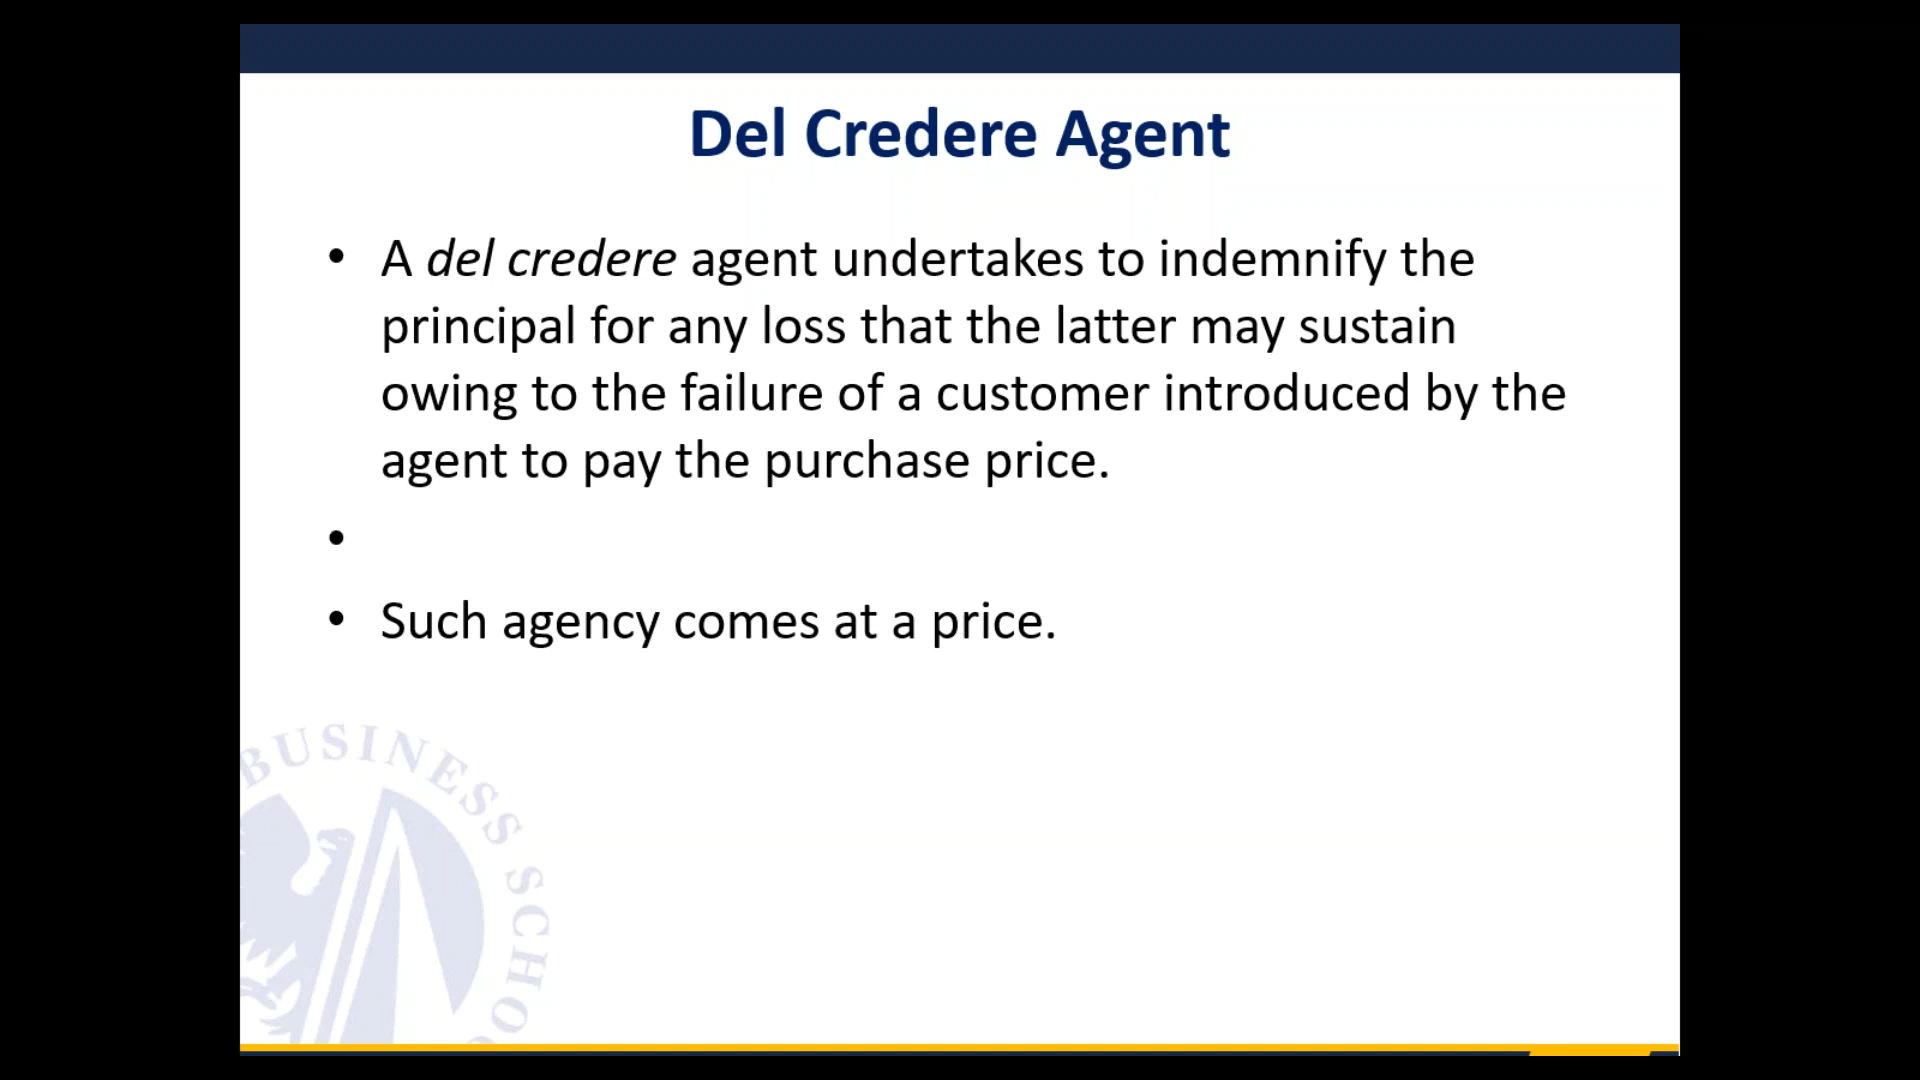 Del Credere Agent
• A del credere agent undertakes to indemnify the
principal for any loss that the latter may sustain
owing to the failure of a customer introduced by the
agent to pay the purchase price.
•
• Such agency comes at a price.
BUSINESS SCHO